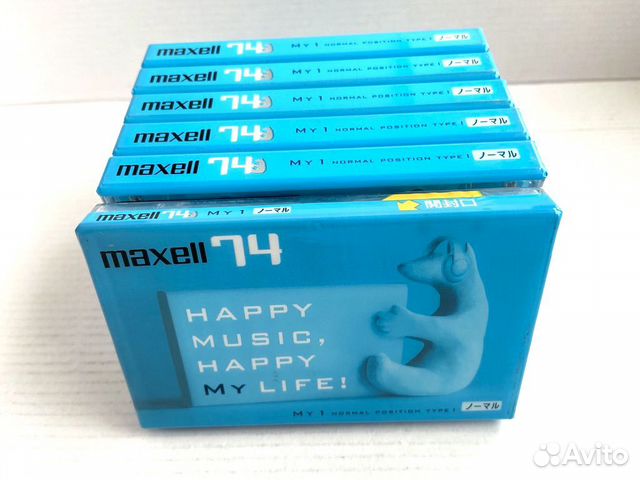 maxell 74 MY 1 NORMAL POSITION TYPE I ノーマル
maxell 74 MY 1 NORMAL POSITION TYPE I ノーマル
maxell 74 MY 1 NORMAL POSITION TYPE I ノーマル
maxell 74 MY 1 NORMAL POSITION TYPE I ノーマル
maxell 74 MY 1 NORMAL POSITION TYPE I ノーマル
maxell 74 MY 1 ノーマル 開封口
maxell 74
HAPPY
MUSIC,
HAPPY
MY LIFE!
MY 1 NORMAL POSITION TYPE I ノーマル
Avito